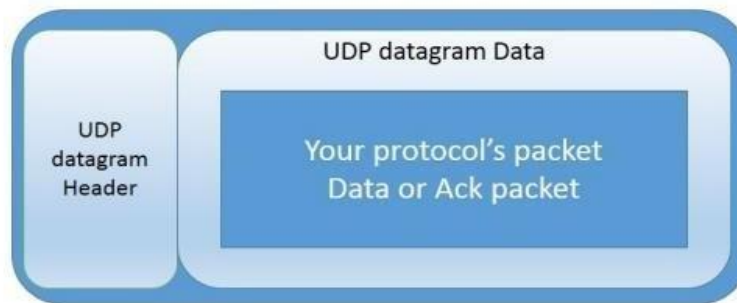 UDP datagram Data
UDP
datagram
Header
Your protocol’s packet
Data or Ack packet